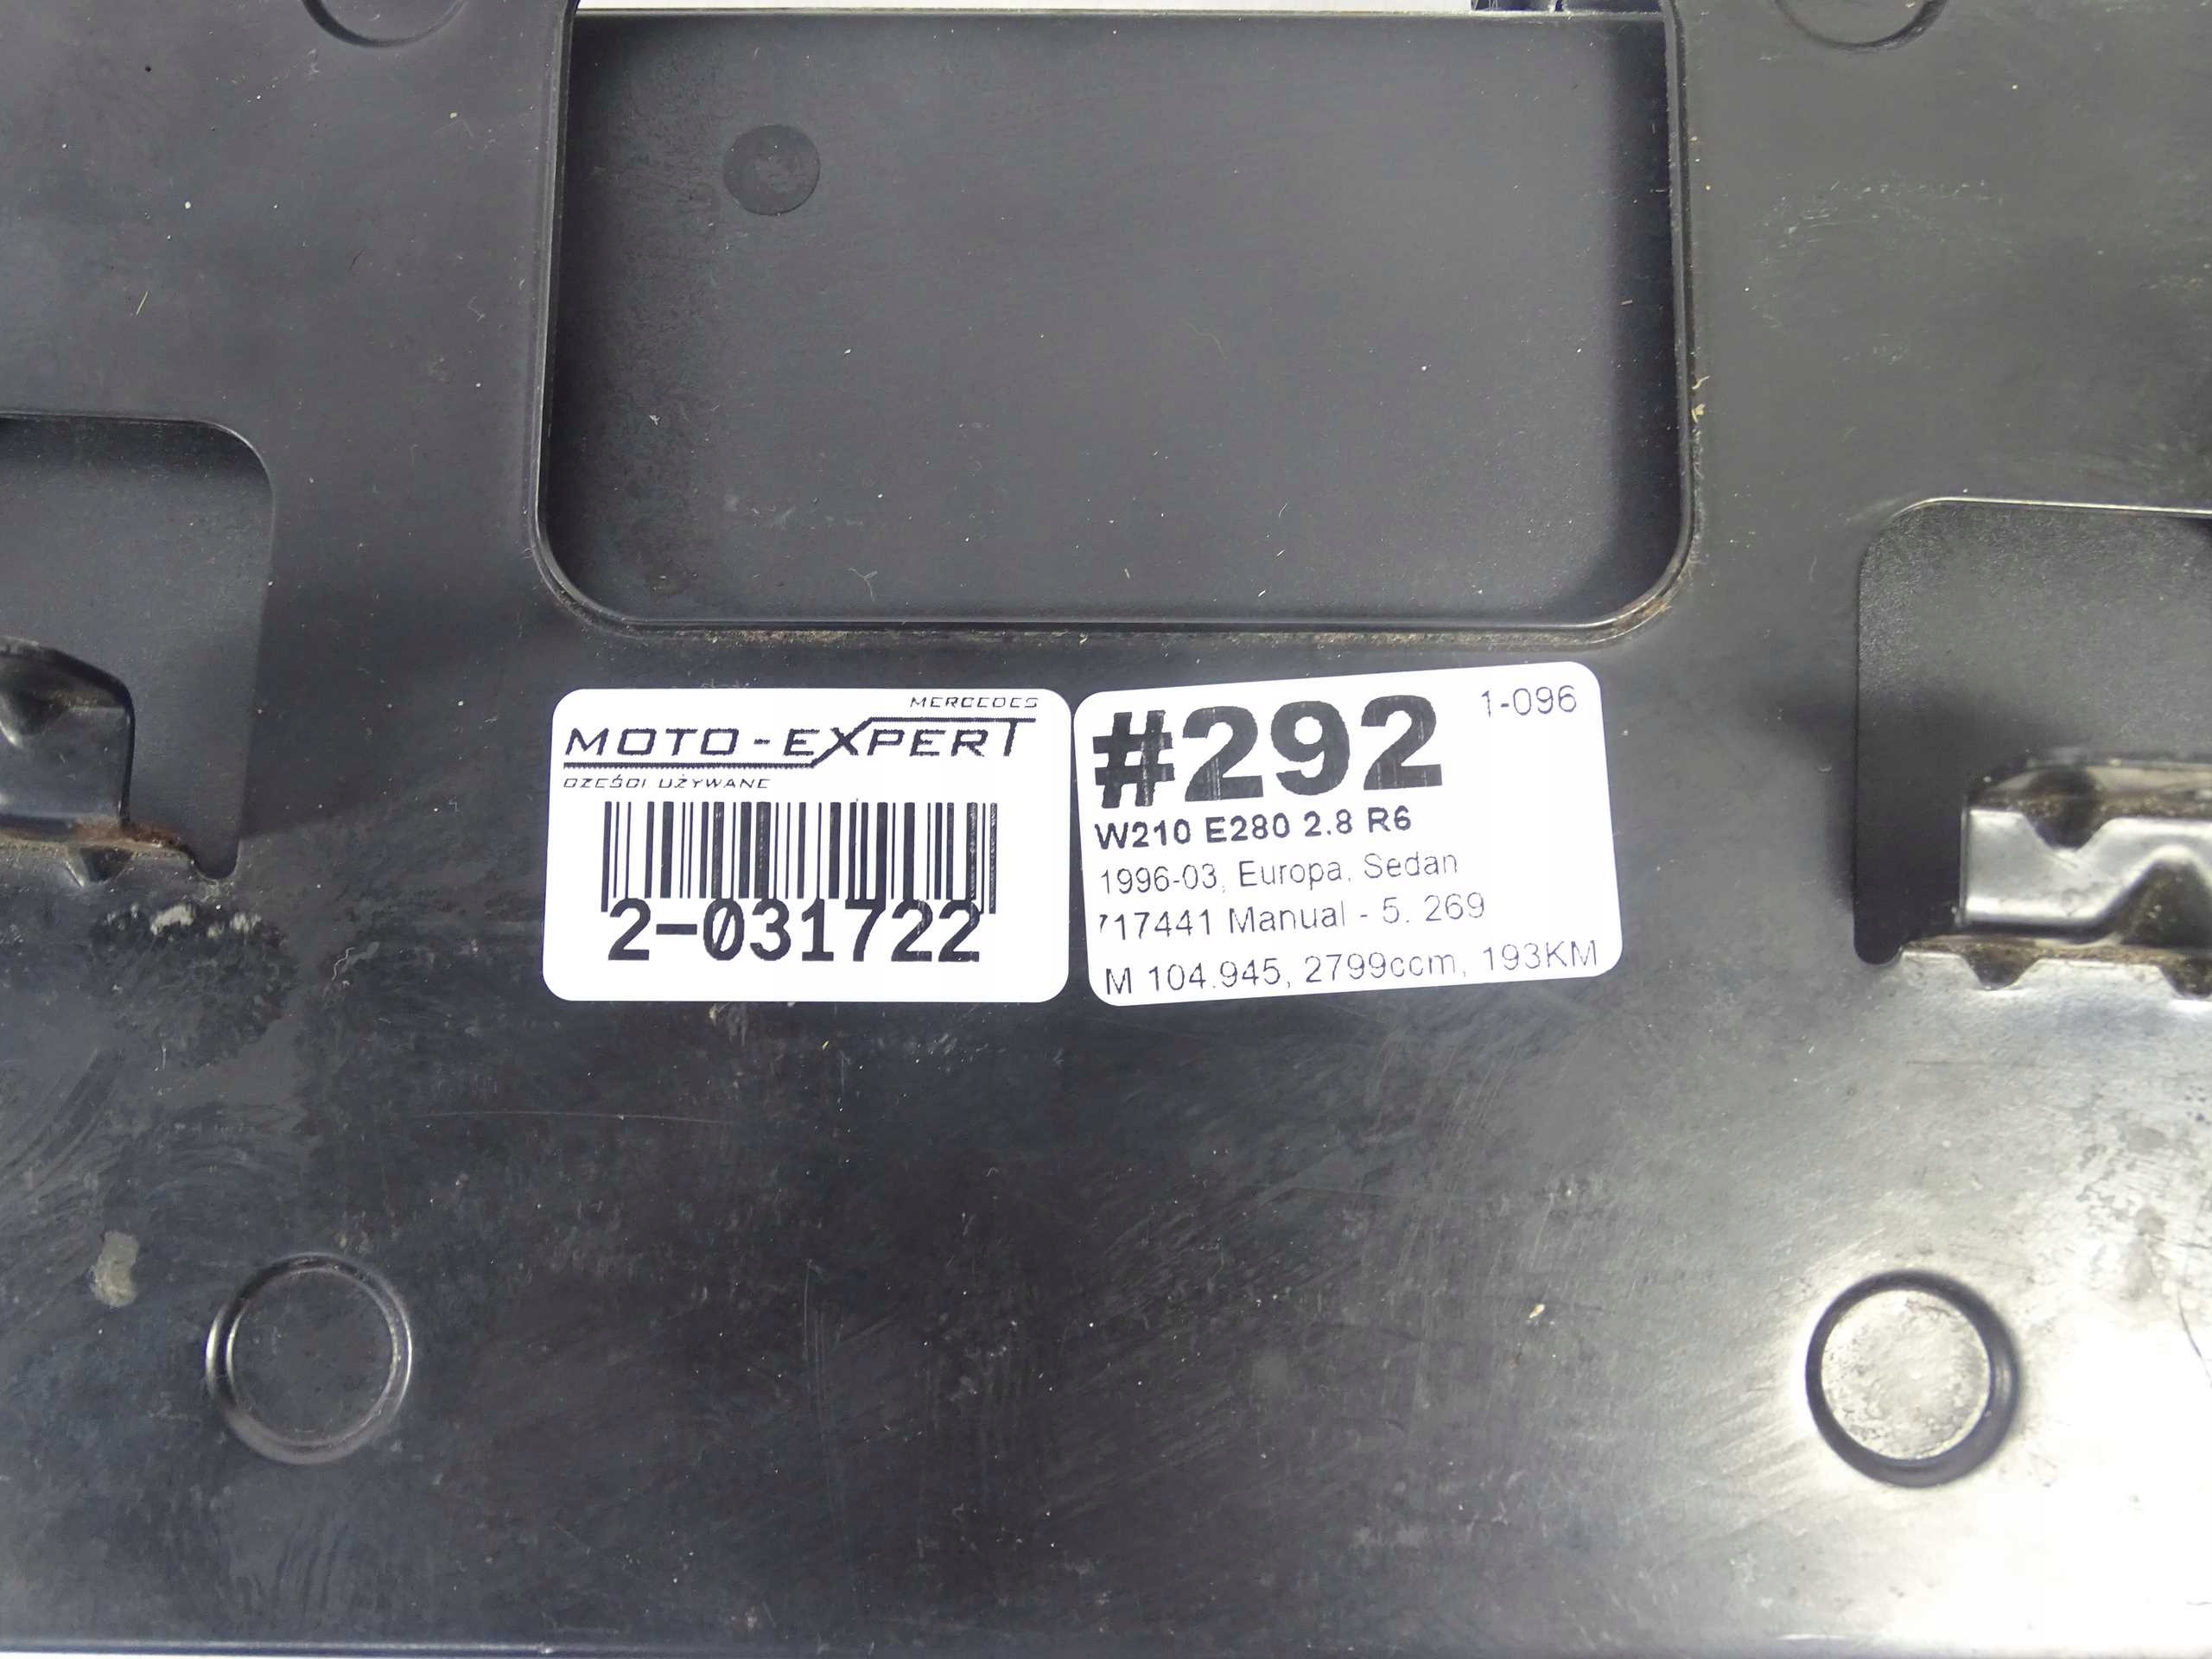 MERCEDES
MOTO-EXPERT
CZĘŚCI UŻYWANE
2-031722
#292
1-096
W210 E280 2.8 R6
1996-03, Europa, Sedan
717441 Manual - 5. 269
M 104.945, 2799ccm, 193KM